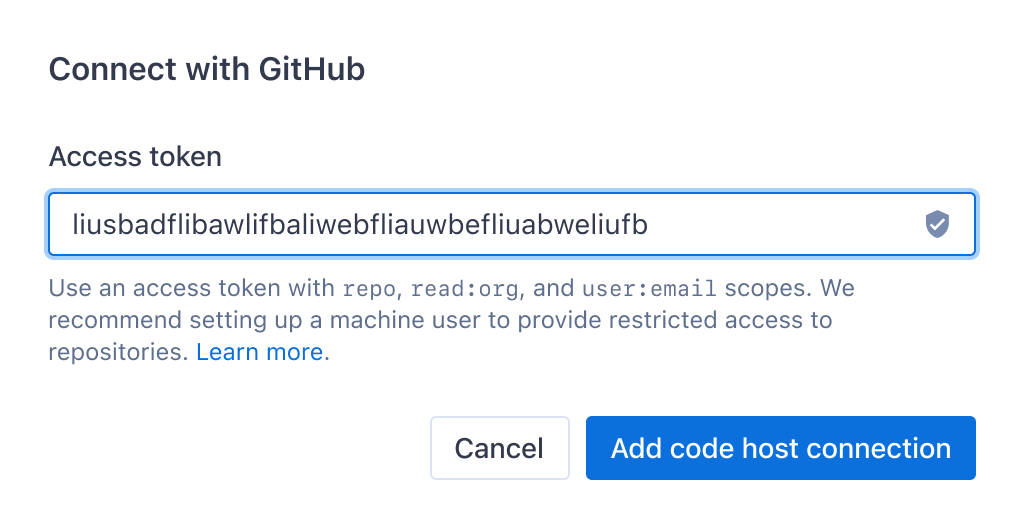 Connect with GitHub
Access token
liusbadflibawlifbaliwebfliauwbefliuabweliufb
Use an access token with repo, read:org, and user:email scopes. We
recommend setting up a machine user to provide restricted access to
repositories. Learn more.
Cancel Add code host connection